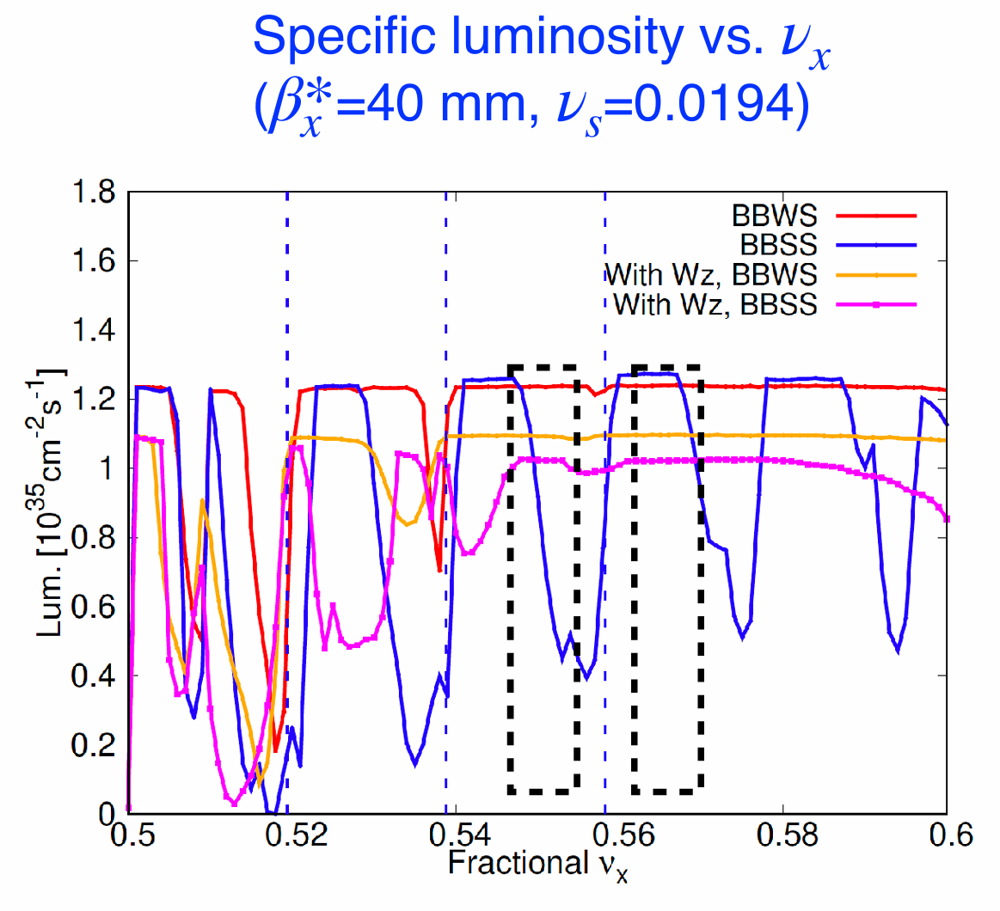 Specific luminosity vs. νx
(βx*=40 mm, νs=0.0194)
1.8
1.6
1.4
1.2
1
0.8
0.6
0.4
0.2
0
Lum. [10^35cm^-2s^-1]
BBWS
BBSS
With Wz, BBWS
With Wz, BBSS
0.5 0.52 0.54 0.56 0.58 0.6
Fractional νx